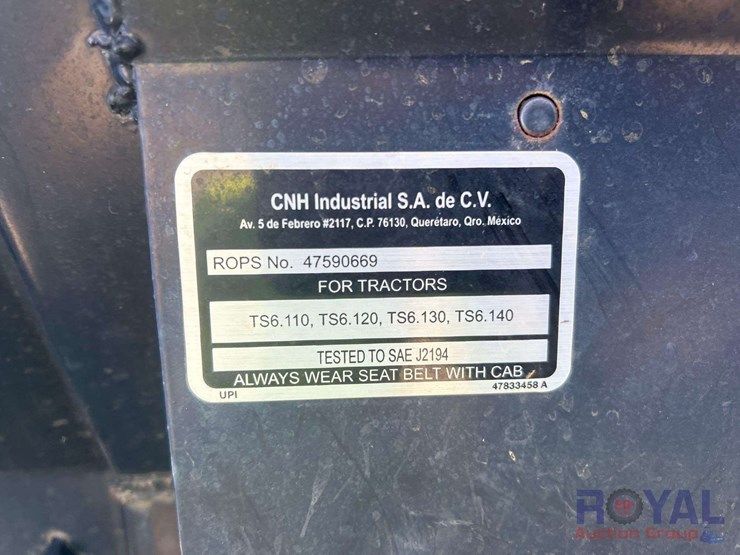 CNH Industrial S.A. de C.V.
Av. 5 de Febrero #2117, C.P. 76130, Querétaro, Qro. México
ROPS No. 47590669
FOR TRACTORS
TS6.110, TS6.120, TS6.130, TS6.140
TESTED TO SAE J2194
ALWAYS WEAR SEAT BELT WITH CAB
UPI 47833458 A
ROYAL
Auction Group